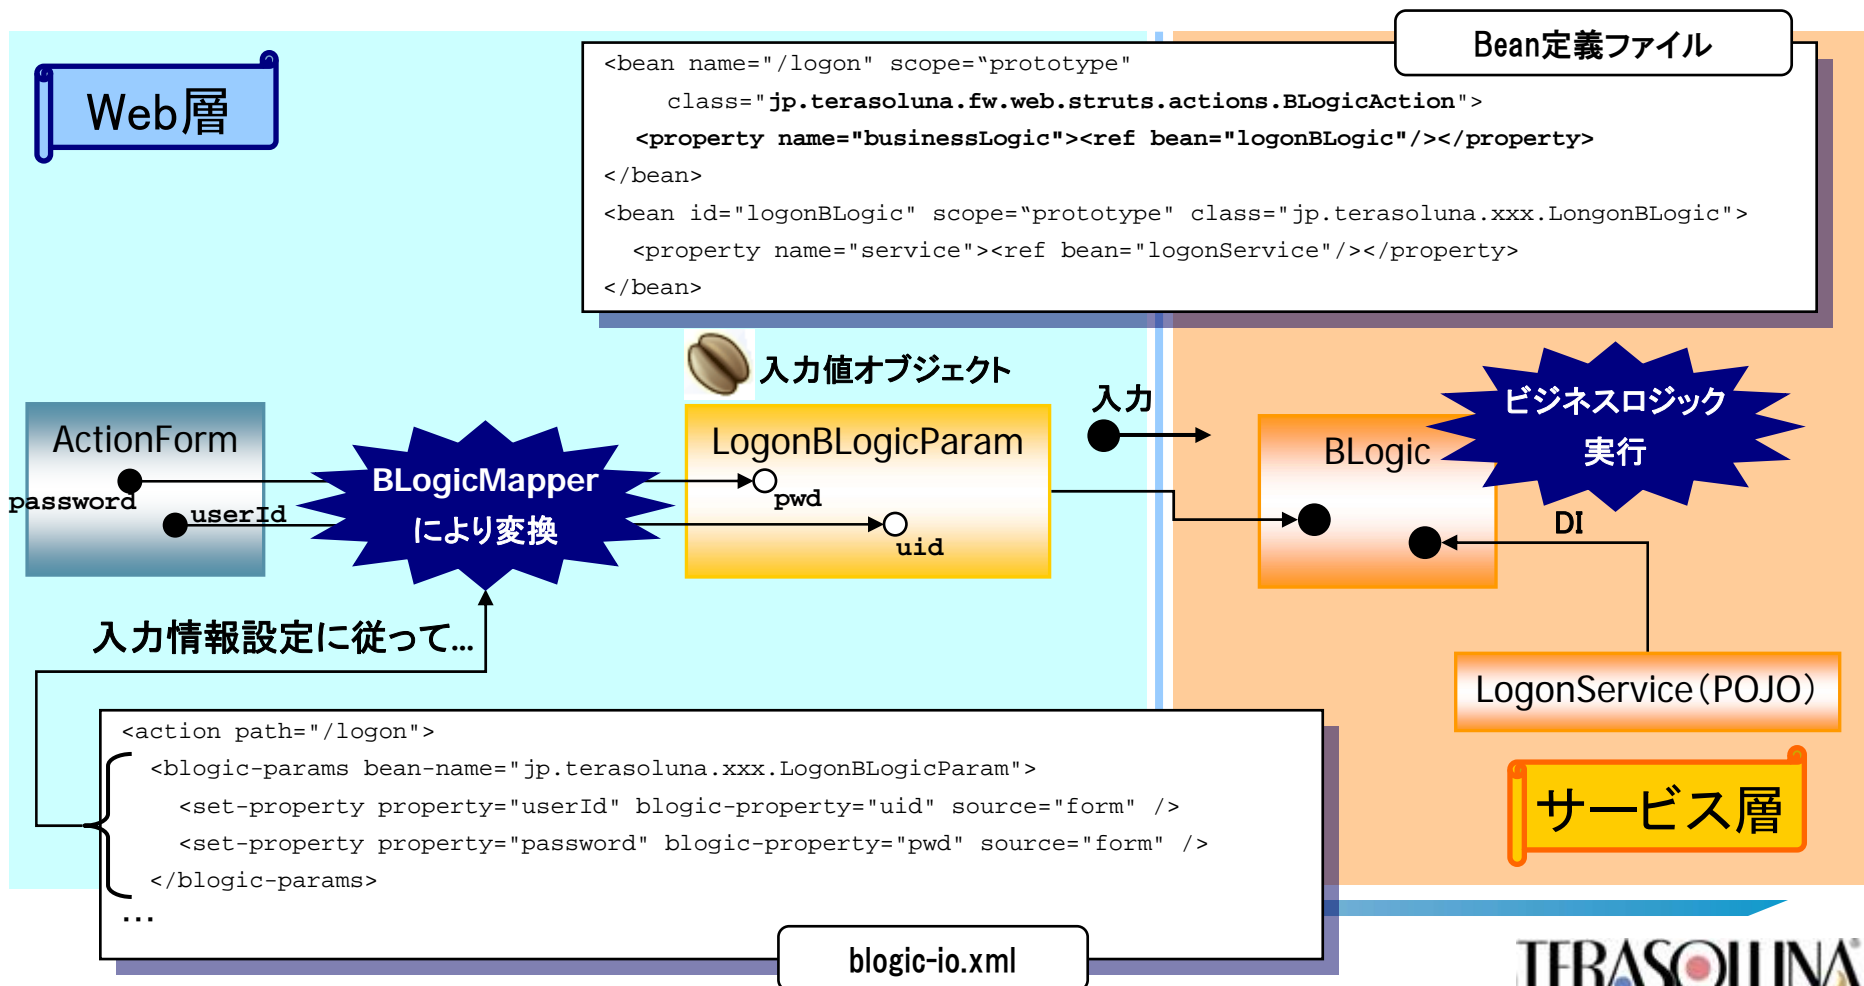 Bean定義ファイル
Web層
<bean name="/logon" scope=“prototype"
class="jp.terasoluna.fw.web.struts.actions.BLogicAction">
<property name="businessLogic"><ref bean="logonBLogic"/></property>
</bean>
<bean id="logonBLogic" scope=“prototype" class="jp.terasoluna.xxx.LongonBLogic">
<property name="service"><ref bean="logonService"/></property>
</bean>
入力値オブジェクト
入力
ビジネスロジック
実行
ActionForm
password
userId
BLogicMapper
により変換
LogonBLogicParam
pwd
uid
BLogic
DI
入力情報設定に従って…
LogonService(POJO)
<action path="/logon">
<blogic-params bean-name="jp.terasoluna.xxx.LogonBLogicParam">
<set-property property="userId" blogic-property="uid" source="form" />
<set-property property="password" blogic-property="pwd" source="form" />
</blogic-params>
…
サービス層
blogic-io.xml
TERASOLUNA